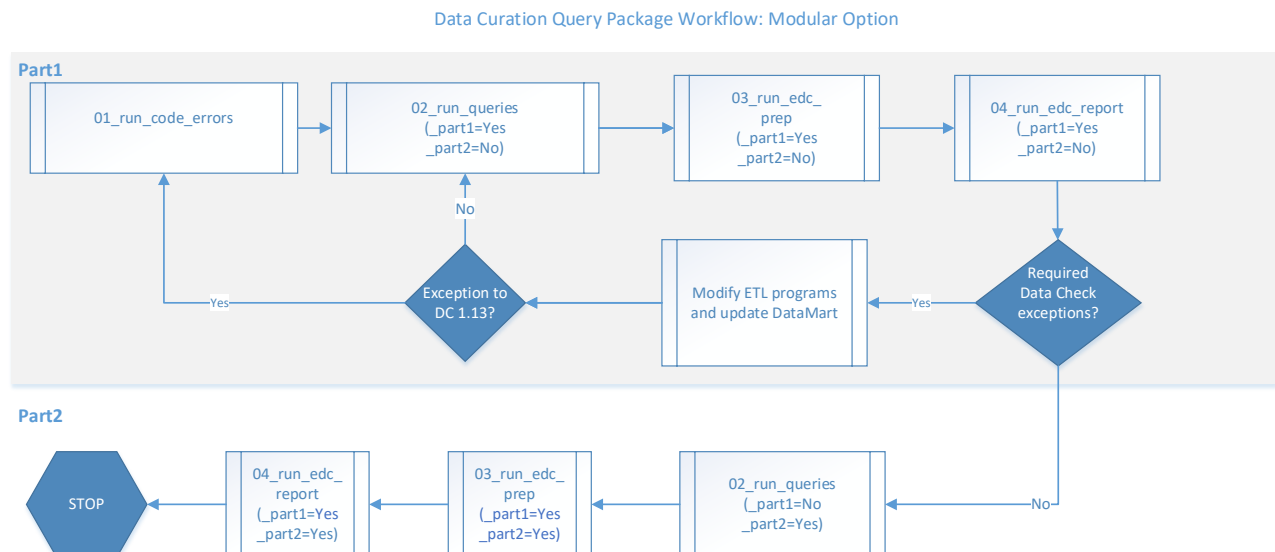 Data Curation Query Package Workflow: Modular Option
Part1
01_run_code_errors
02_run_queries
(_part1=Yes
_part2=No)
03_run_edc_
prep
(_part1=Yes
_part2=No)
04_run_edc_report
(_part1=Yes
_part2=No)
No
Exception to
DC 1.13?
Yes
Modify ETL programs
and update DataMart
Yes
Required
Data Check
exceptions?
Part2
STOP
04_run_edc_
report
(_part1=Yes
_part2=Yes)
03_run_edc_
prep
(_part1=Yes
_part2=Yes)
02_run_queries
(_part1=No
_part2=Yes)
No